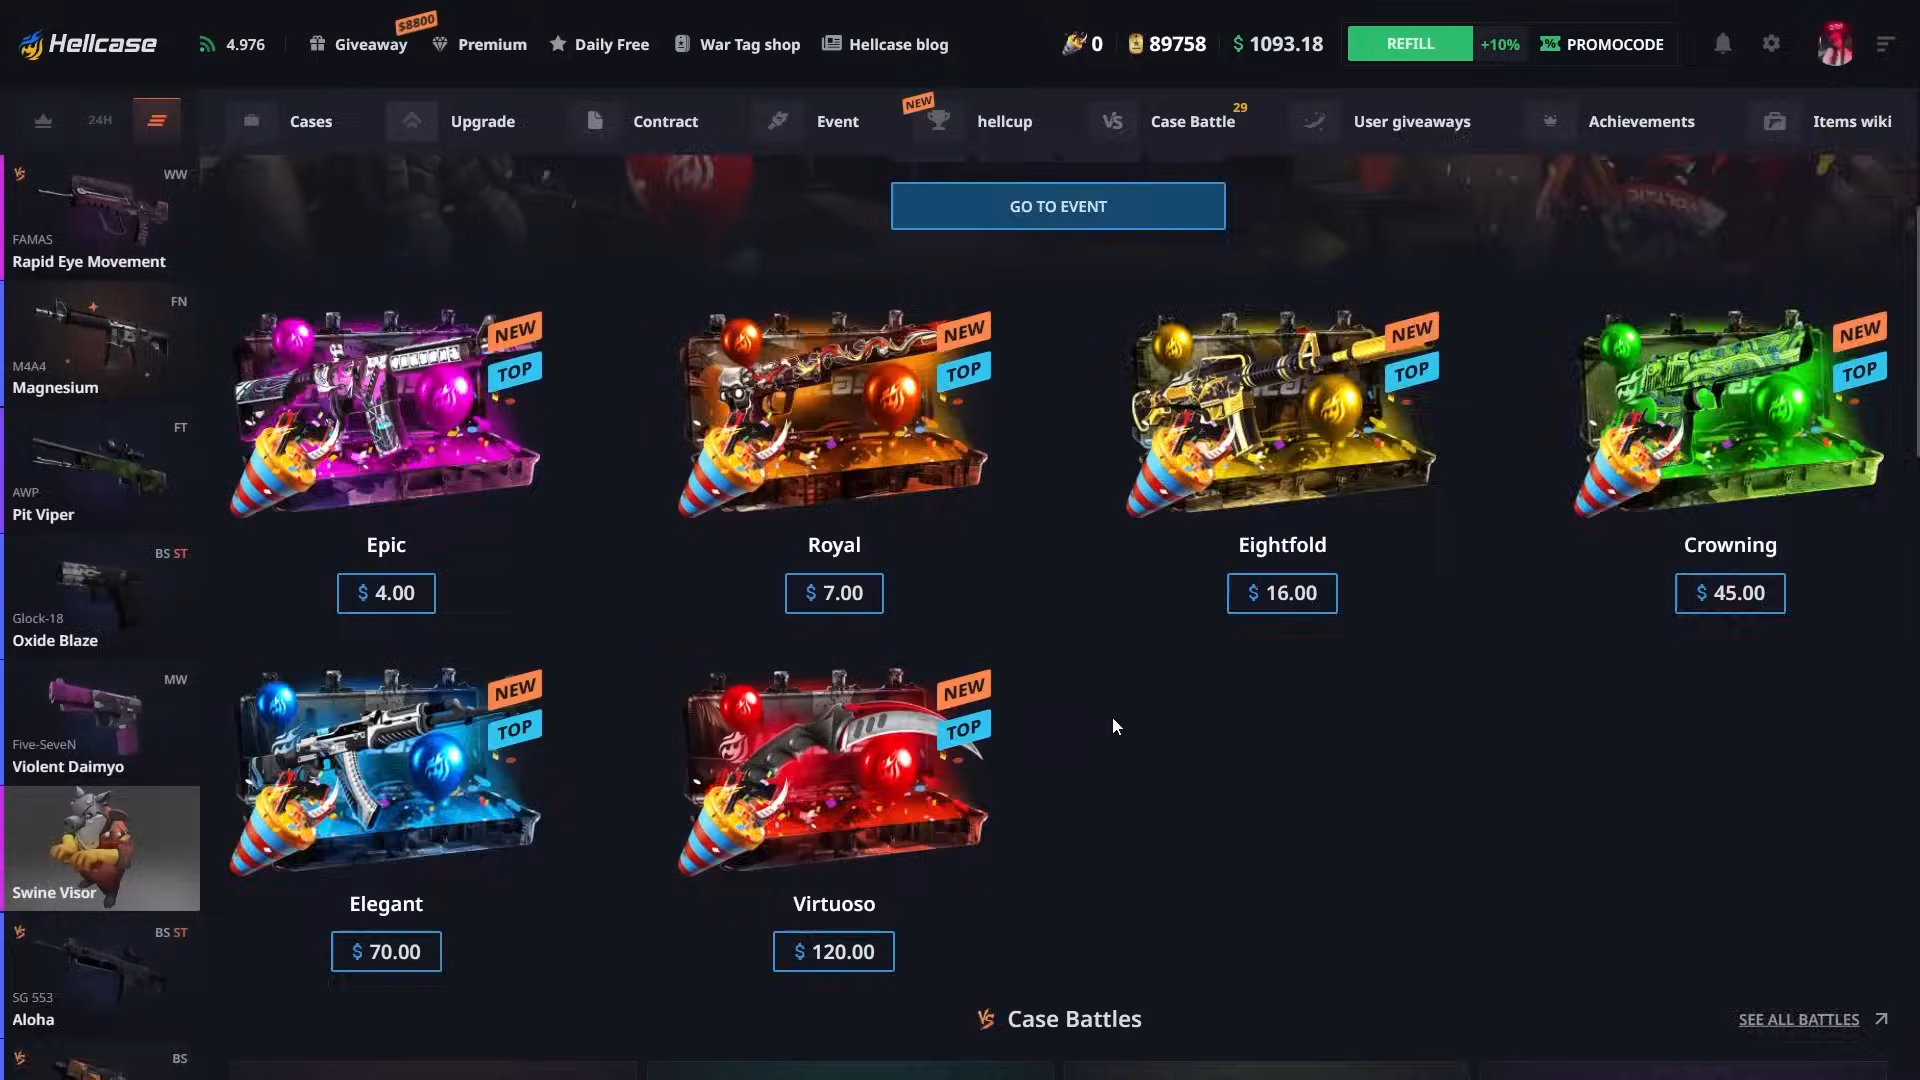 Hellcase
4.976
Giveaway
$8800
Premium
Daily Free
War Tag shop
Hellcase blog
0
89758
$ 1093.18
REFILL
+10%
PROMOCODE
24H
Cases
Upgrade
Contract
Event
NEW
hellcup
VS
Case Battle
29
User giveaways
Achievements
Items wiki
GO TO EVENT
VS
WW
FAMAS
Rapid Eye Movement
FN
M4A4
Magnesium
FT
AWP
Pit Viper
BS ST
Glock-18
Oxide Blaze
MW
Five-SeveN
Violent Daimyo
Swine Visor
VS
BS ST
SG 553
Aloha
VS
BS
NEW
TOP
Epic
$ 4.00
NEW
TOP
Royal
$ 7.00
NEW
TOP
Eightfold
$ 16.00
NEW
TOP
Crowning
$ 45.00
NEW
TOP
Elegant
$ 70.00
NEW
TOP
Virtuoso
$ 120.00
VS Case Battles
SEE ALL BATTLES